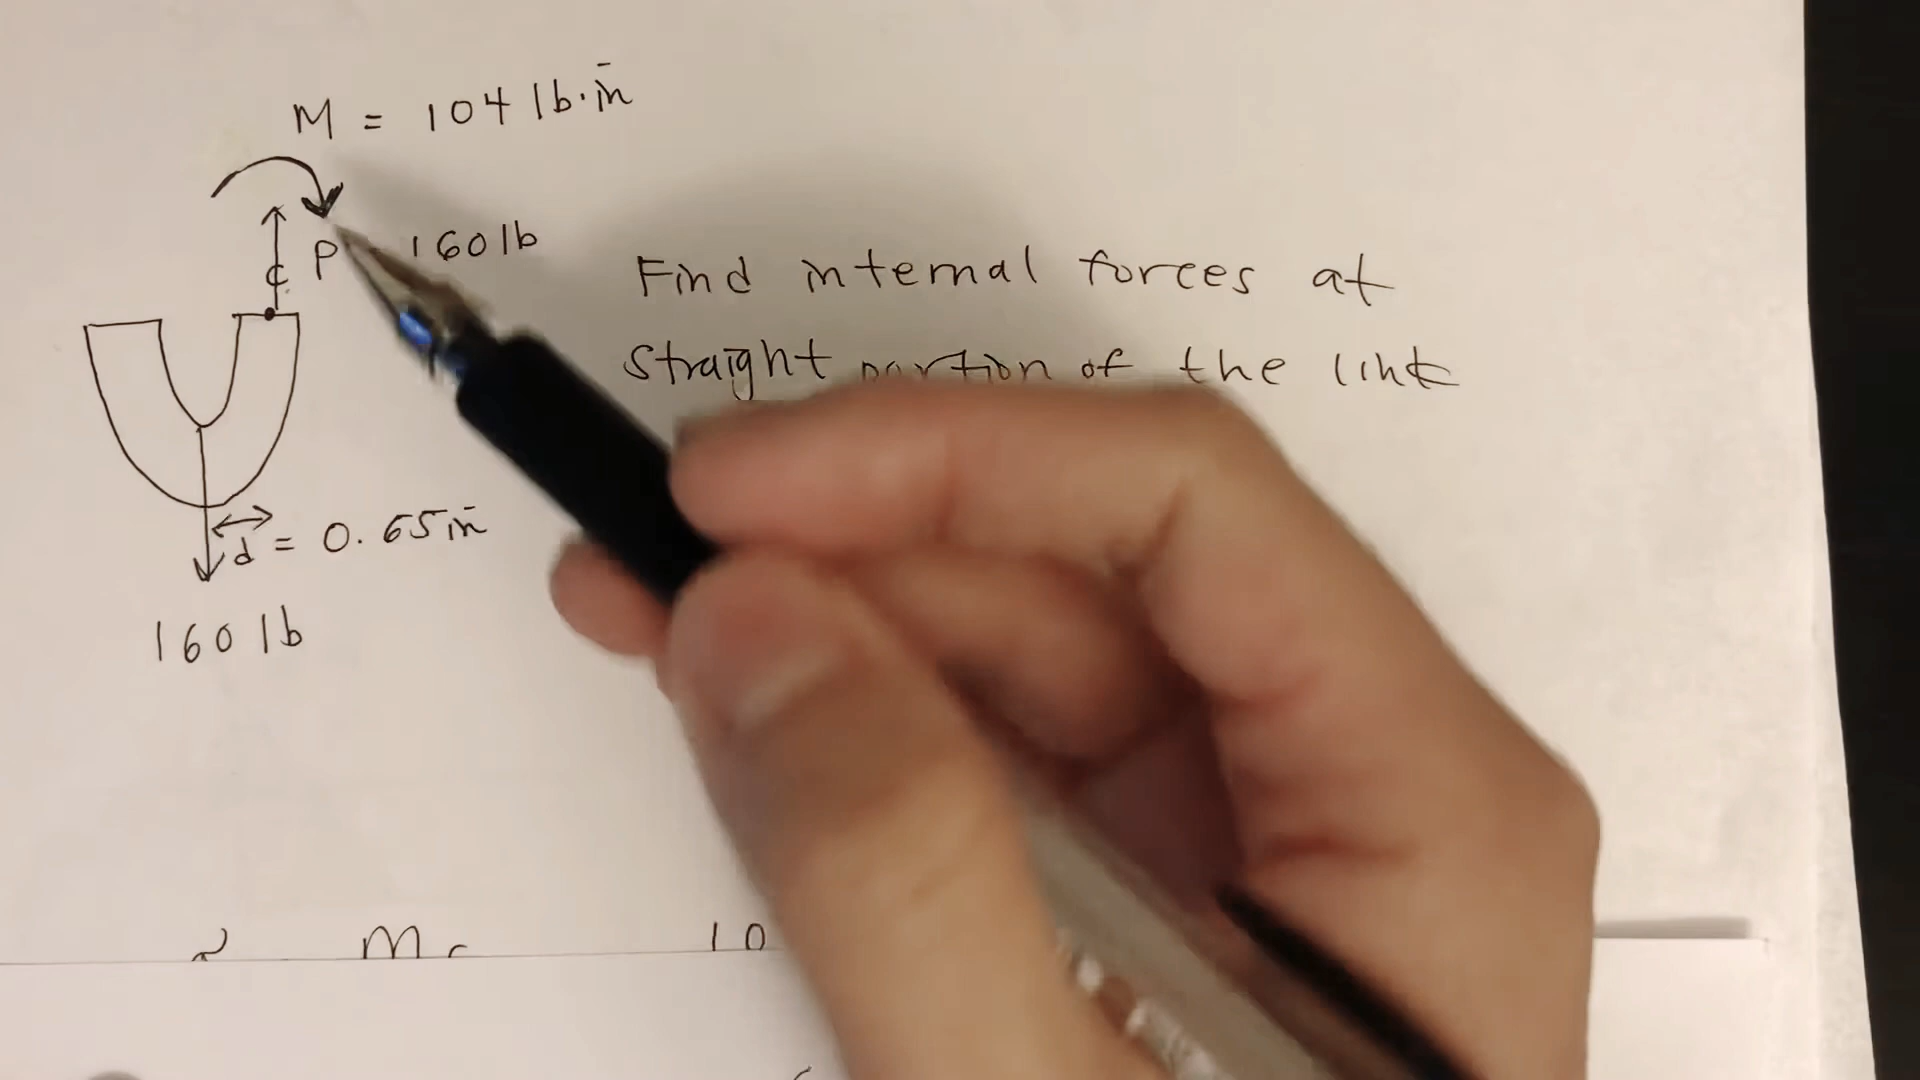 M = 104 lb·in
P 160 lb
¢
Find internal forces at
straight portion of the link
d = 0.65 in
160 lb